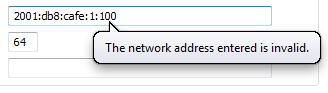 2001:db8:cafe:1:100
64
The network address entered is invalid.